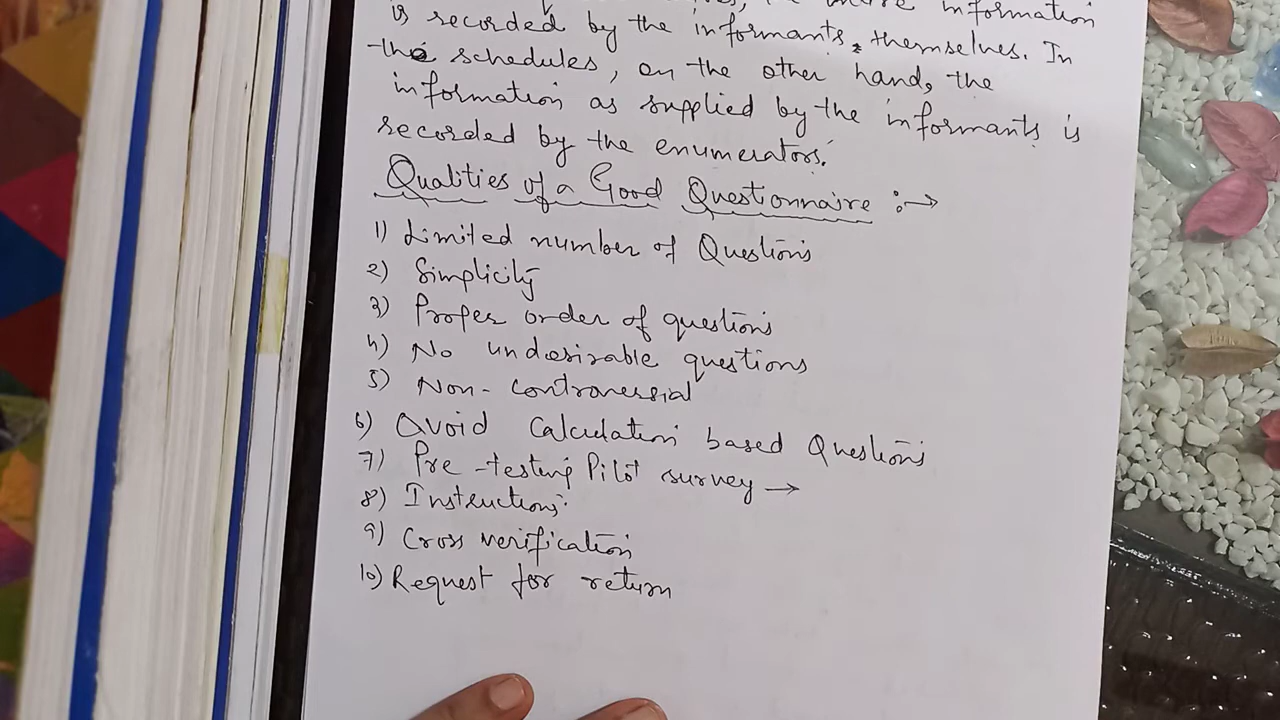 information
is recorded by the informants themselves. In
the schedules, on the other hand, the
information as supplied by the informants is
recorded by the enumerators.
Qualities of a Good Questionnaire :→
1) Limited number of Questions
2) Simplicity
3) Proper order of questions
4) No undesirable questions
5) Non-controversial
6) Avoid Calculation based Questions
7) Pre-testing Pilot survey →
8) Instructions.
9) Cross verification
10) Request for return